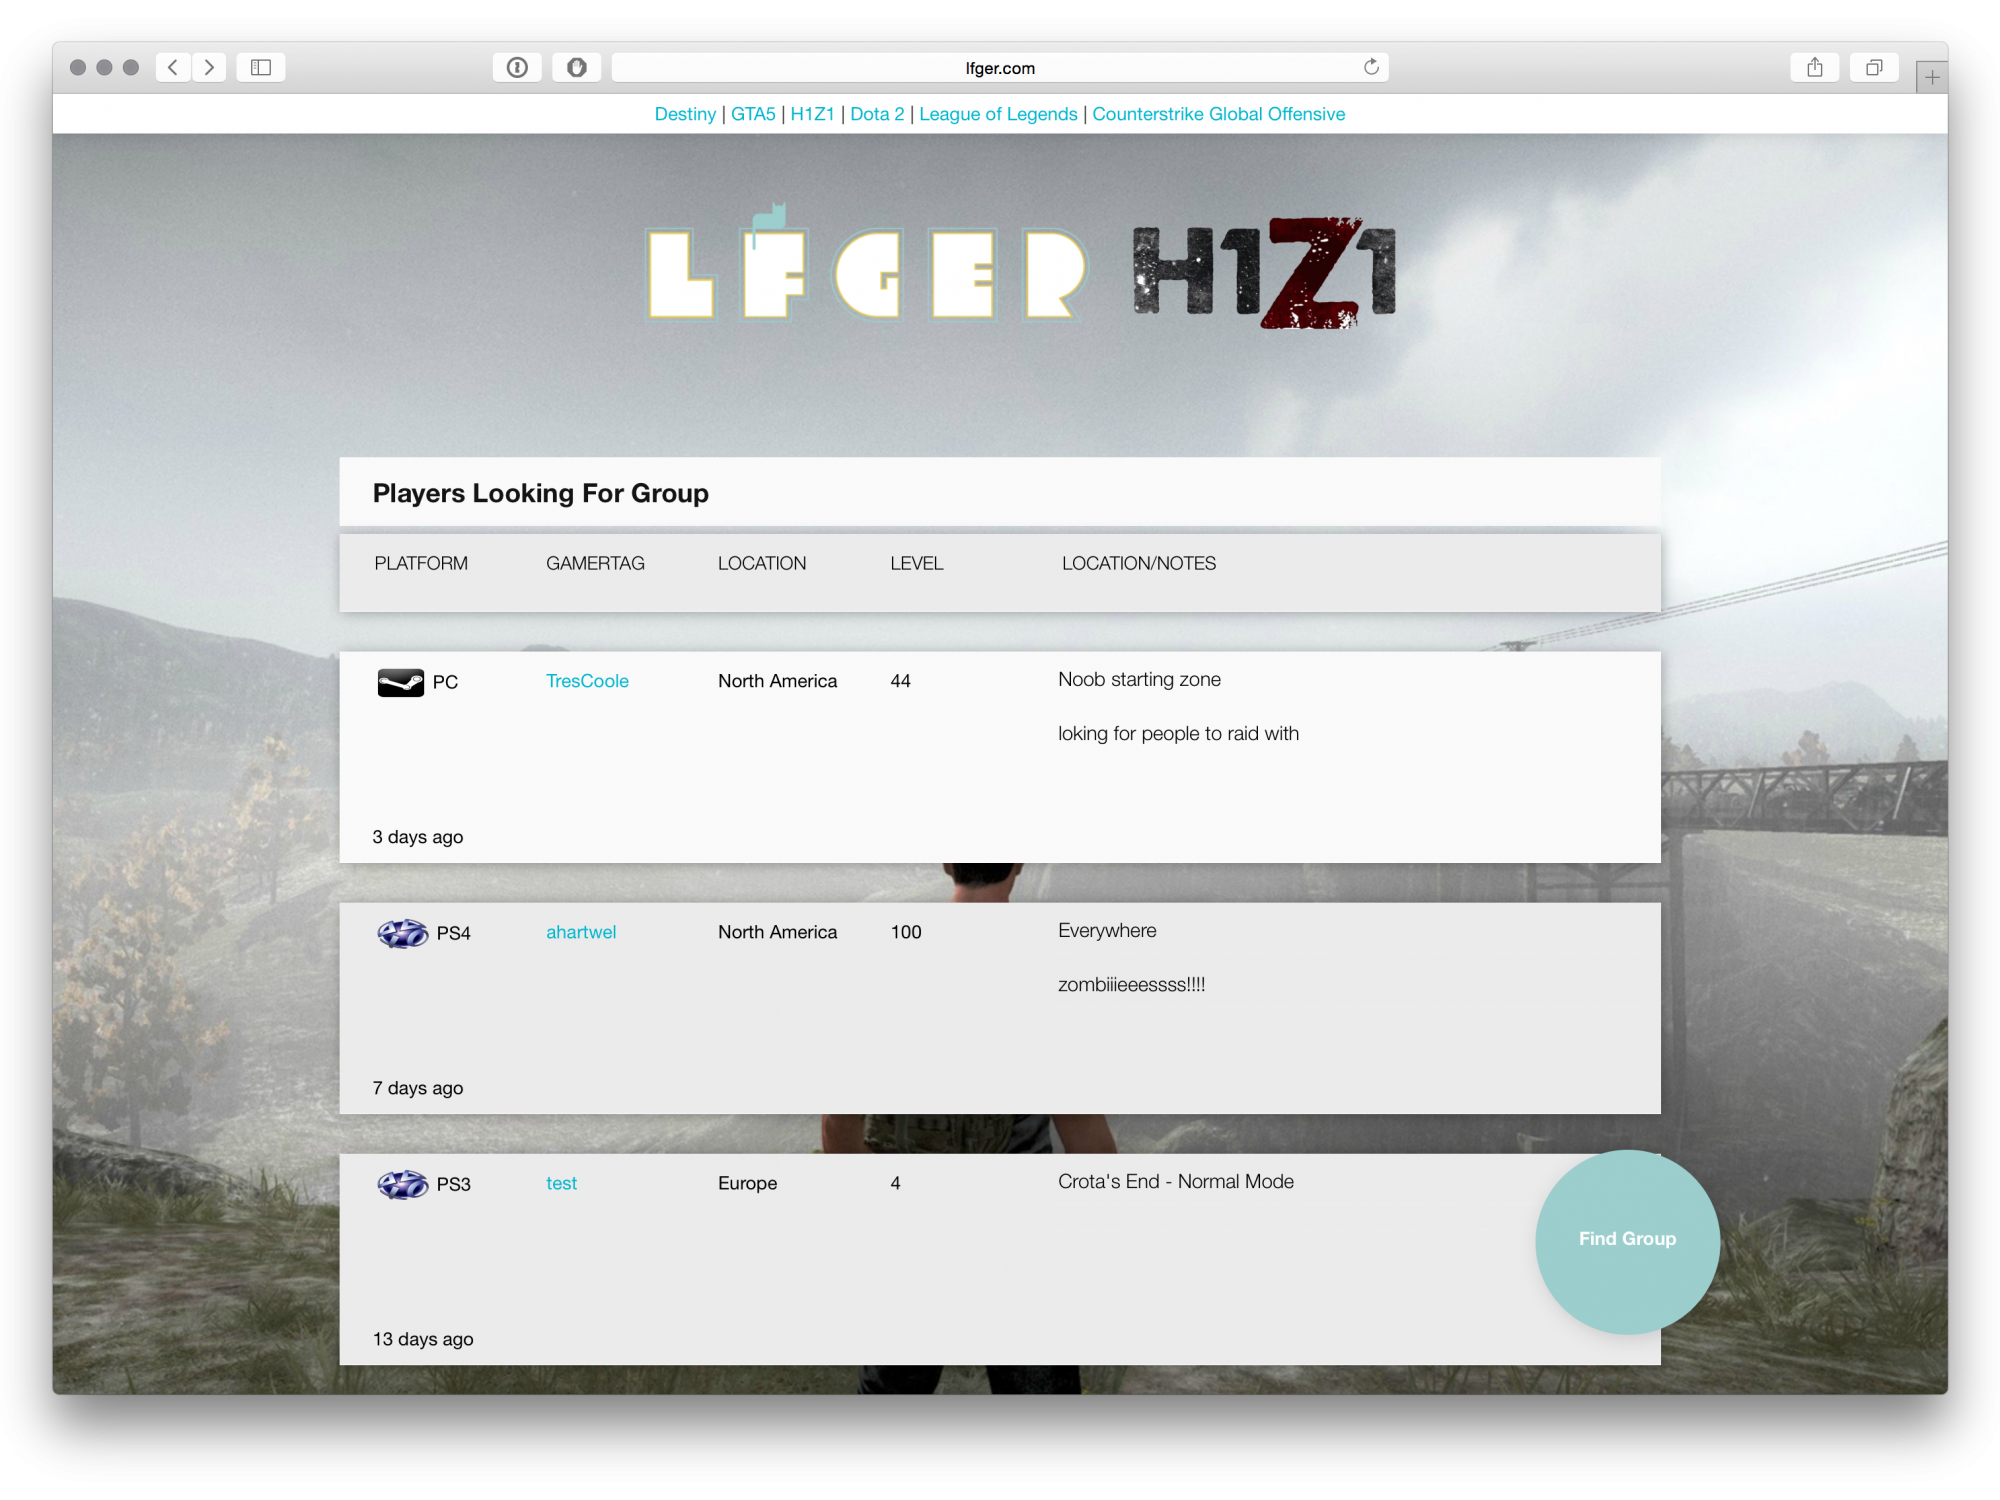 lfger.com
Destiny | GTA5 | H1Z1 | Dota 2 | League of Legends | Counterstrike Global Offensive
LFGER H1Z1
Players Looking For Group
PLATFORM GAMERTAG LOCATION LEVEL LOCATION/NOTES
PC TresCoole North America 44 Noob starting zone
loking for people to raid with
3 days ago
PS4 ahartwel North America 100 Everywhere
zombiiieeessss!!!!
7 days ago
PS3 test Europe 4 Crota's End - Normal Mode
Find Group
13 days ago